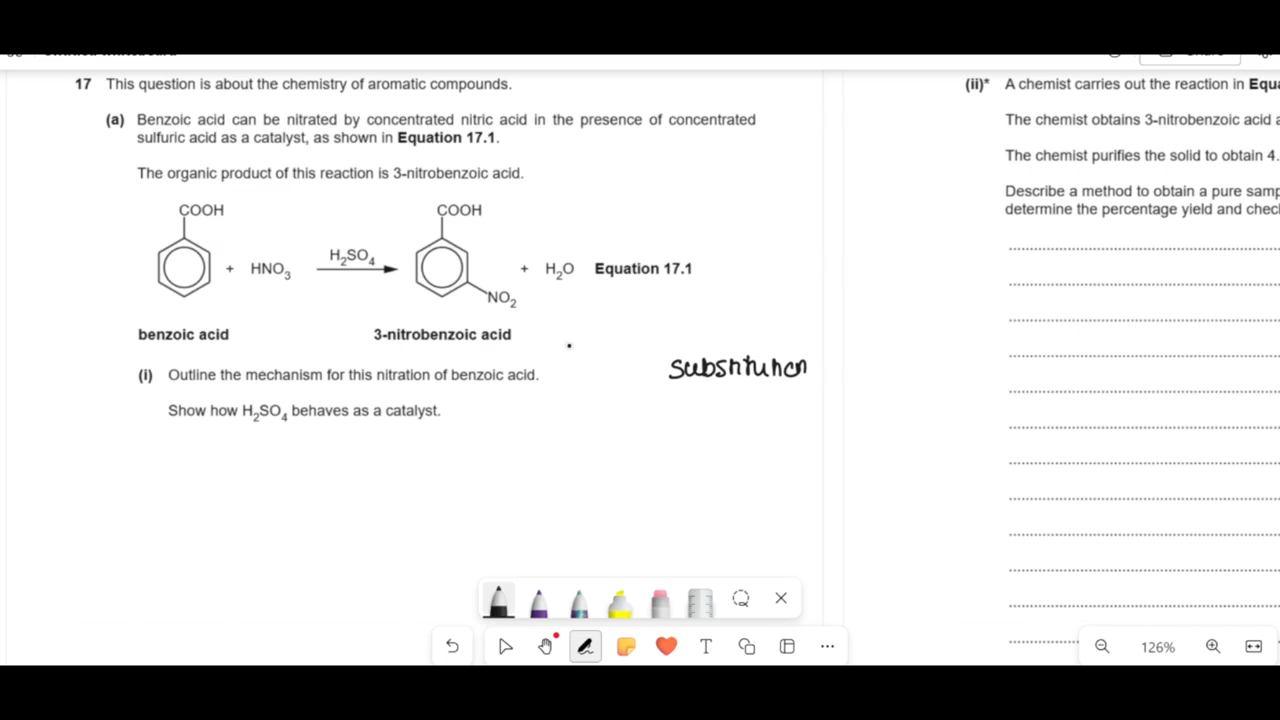 17 This question is about the chemistry of aromatic compounds.
(a) Benzoic acid can be nitrated by concentrated nitric acid in the presence of concentrated
sulfuric acid as a catalyst, as shown in Equation 17.1.
The organic product of this reaction is 3-nitrobenzoic acid.
COOH
COOH
+ HNO3
H2SO4
+ H2O Equation 17.1
NO2
benzoic acid
3-nitrobenzoic acid
substitution
(i) Outline the mechanism for this nitration of benzoic acid.
Show how H2SO4 behaves as a catalyst.
(ii)* A chemist carries out the reaction in
The chemist obtains 3-nitrobenzoic acid
The chemist purifies the solid to obtain 4.
Describe a method to obtain a pure
determine the percentage yield and
T
126%